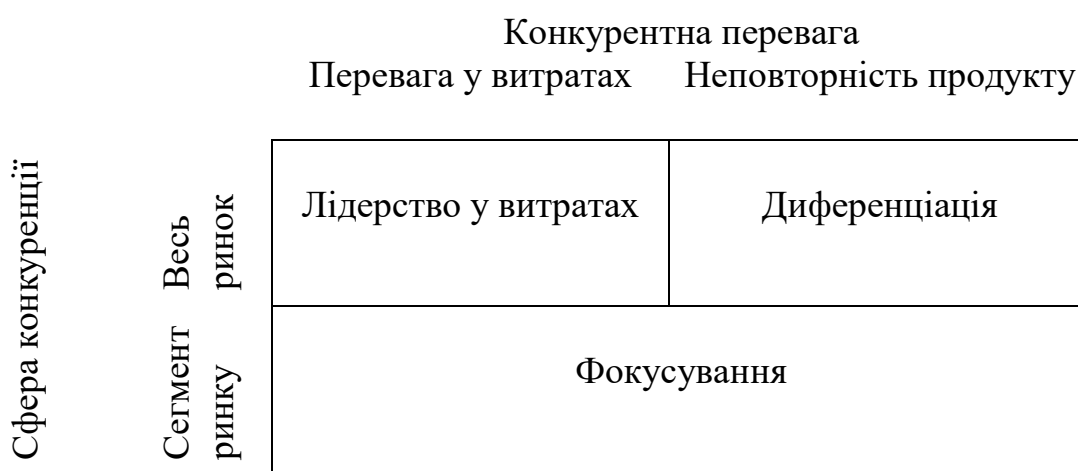 Конкурентна перевага
Перевага у витратах Неповторність продукту
Сфера конкуренції
Весь
ринок
Лідерство у витратах Диференціація
Сегмент
ринку
Фокусування